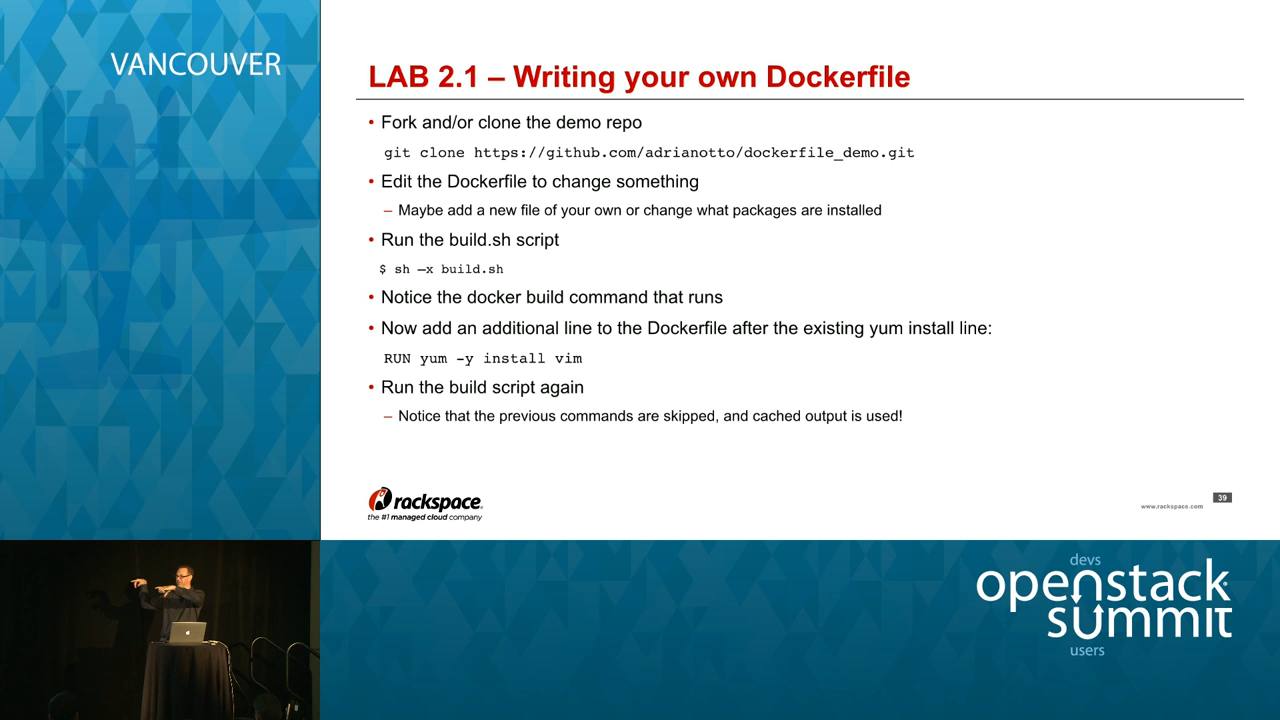 VANCOUVER
LAB 2.1 – Writing your own Dockerfile
• Fork and/or clone the demo repo
git clone https://github.com/adrianotto/dockerfile_demo.git
• Edit the Dockerfile to change something
– Maybe add a new file of your own or change what packages are installed
• Run the build.sh script
$ sh –x build.sh
• Notice the docker build command that runs
• Now add an additional line to the Dockerfile after the existing yum install line:
RUN yum -y install vim
• Run the build script again
– Notice that the previous commands are skipped, and cached output is used!
rackspace
the #1 managed cloud company
39
www.rackspace.com
devs
openstack
summit
users